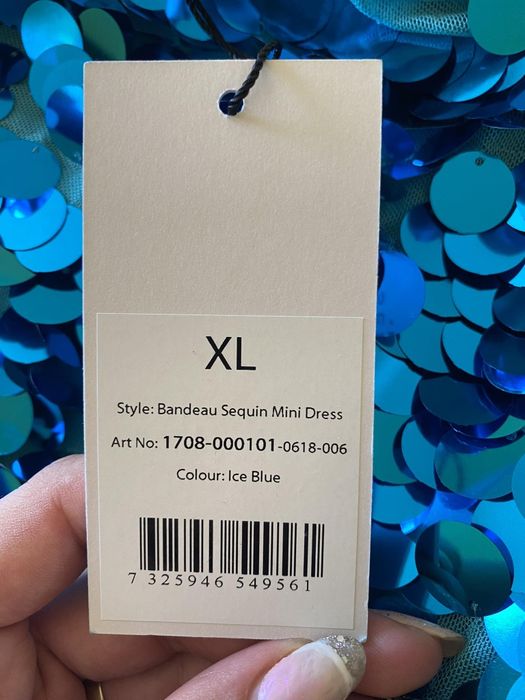 XL
Style: Bandeau Sequin Mini Dress
Art No: 1708-000101-0618-006
Colour: Ice Blue
7 325946 549561